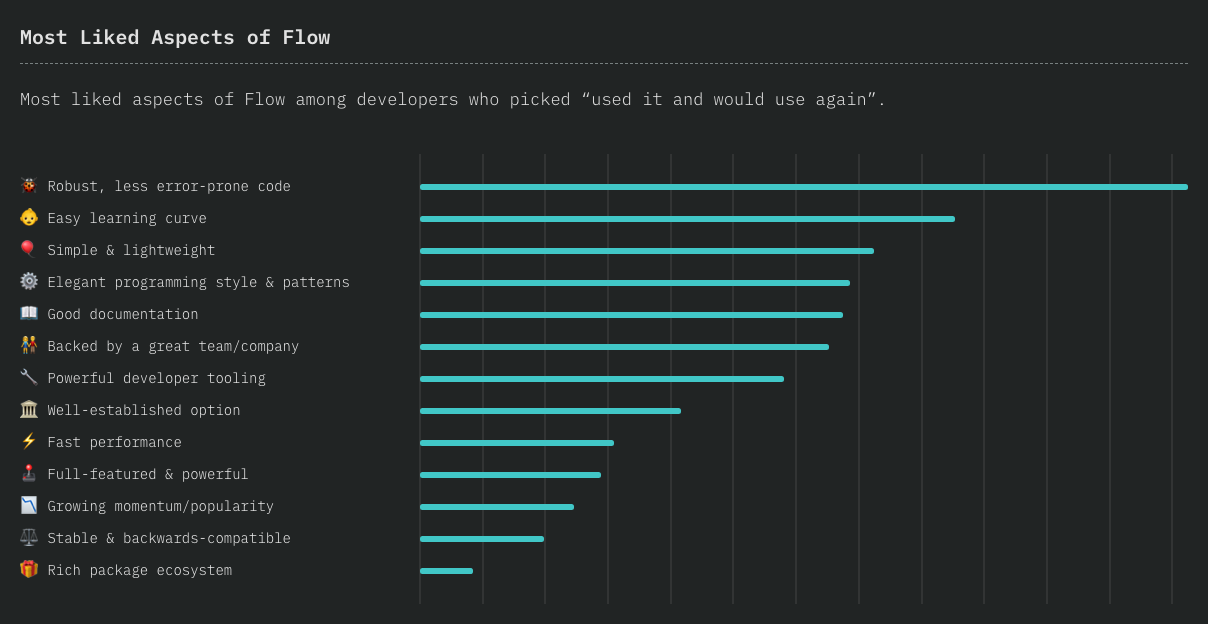 Most Liked Aspects of Flow
Most liked aspects of Flow among developers who picked “used it and would use again”.
Robust, less error-prone code
Easy learning curve
Simple & lightweight
Elegant programming style & patterns
Good documentation
Backed by a great team/company
Powerful developer tooling
Well-established option
Fast performance
Full-featured & powerful
Growing momentum/popularity
Stable & backwards-compatible
Rich package ecosystem